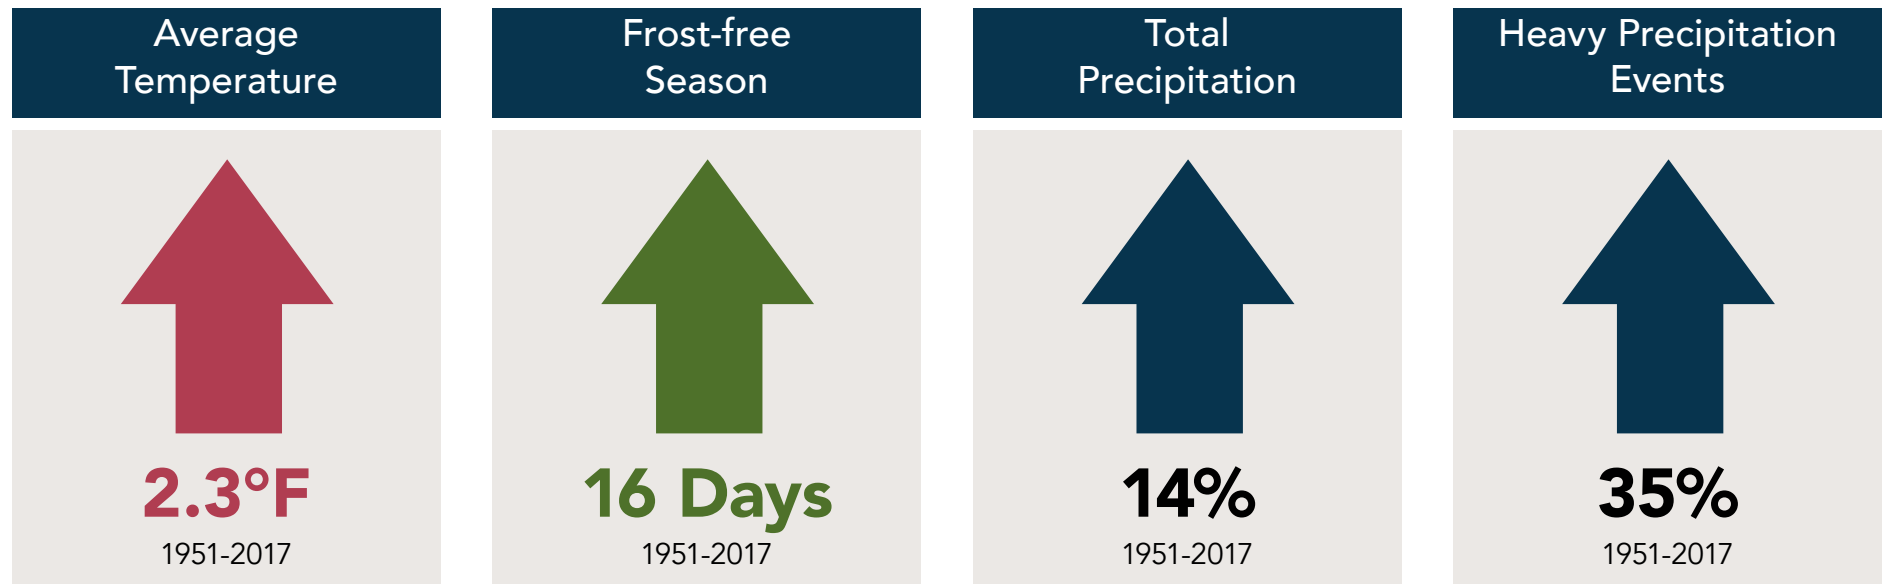 Average
Temperature
2.3°F
1951-2017
Frost-free
Season
16 Days
1951-2017
Total
Precipitation
14%
1951-2017
Heavy Precipitation
Events
35%
1951-2017